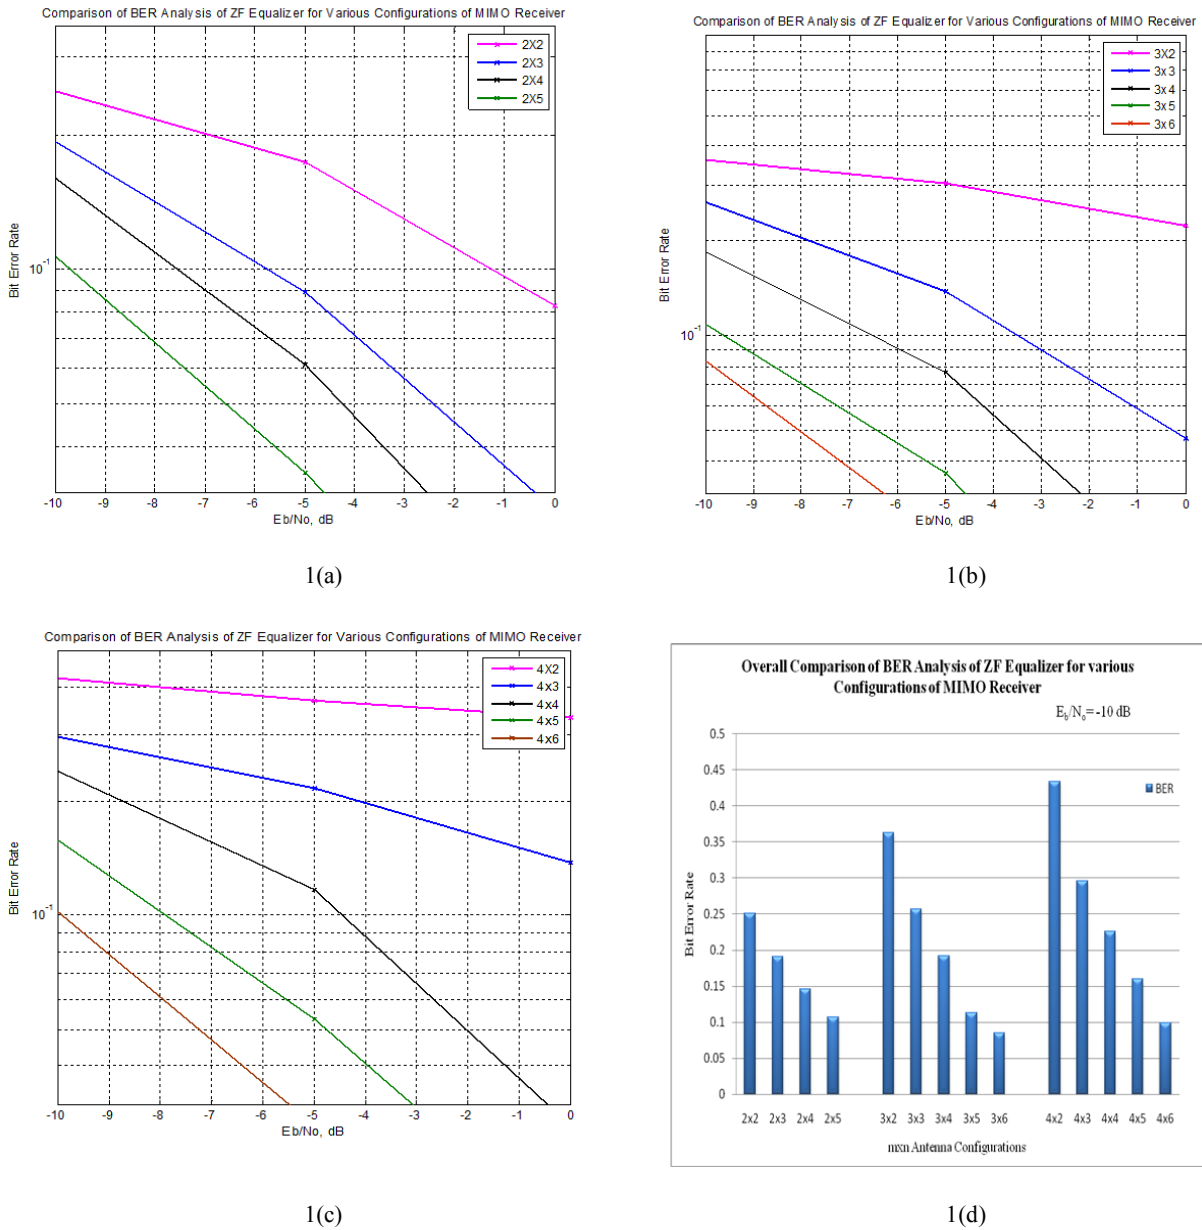 Comparison of BER Analysis of ZF Equalizer for Various Configurations of MIMO Receiver
2X2
2X3
2X4
2X5
Bit Error Rate
10-1
-10 -9 -8 -7 -6 -5 -4 -3 -2 -1 0
Eb/No, dB
1(a)
Comparison of BER Analysis of ZF Equalizer for Various Configurations of MIMO Receiver
3X2
3x3
3x4
3x5
3x6
Bit Error Rate
10-1
-10 -9 -8 -7 -6 -5 -4 -3 -2 -1 0
Eb/No, dB
1(b)
Comparison of BER Analysis of ZF Equalizer for Various Configurations of MIMO Receiver
4X2
4x3
4x4
4x5
4x6
Bit Error Rate
10-1
-10 -9 -8 -7 -6 -5 -4 -3 -2 -1 0
Eb/No, dB
1(c)
Overall Comparison of BER Analysis of ZF Equalizer for various
Configurations of MIMO Receiver
Eb/No= -10 dB
0.5
0.45
0.4
0.35
0.3
0.25
0.2
0.15
0.1
0.05
0
Bit Error Rate
BER
2x2 2x3 2x4 2x5 3x2 3x3 3x4 3x5 3x6 4x2 4x3 4x4 4x5 4x6
mxn Antenna Configurations
1(d)